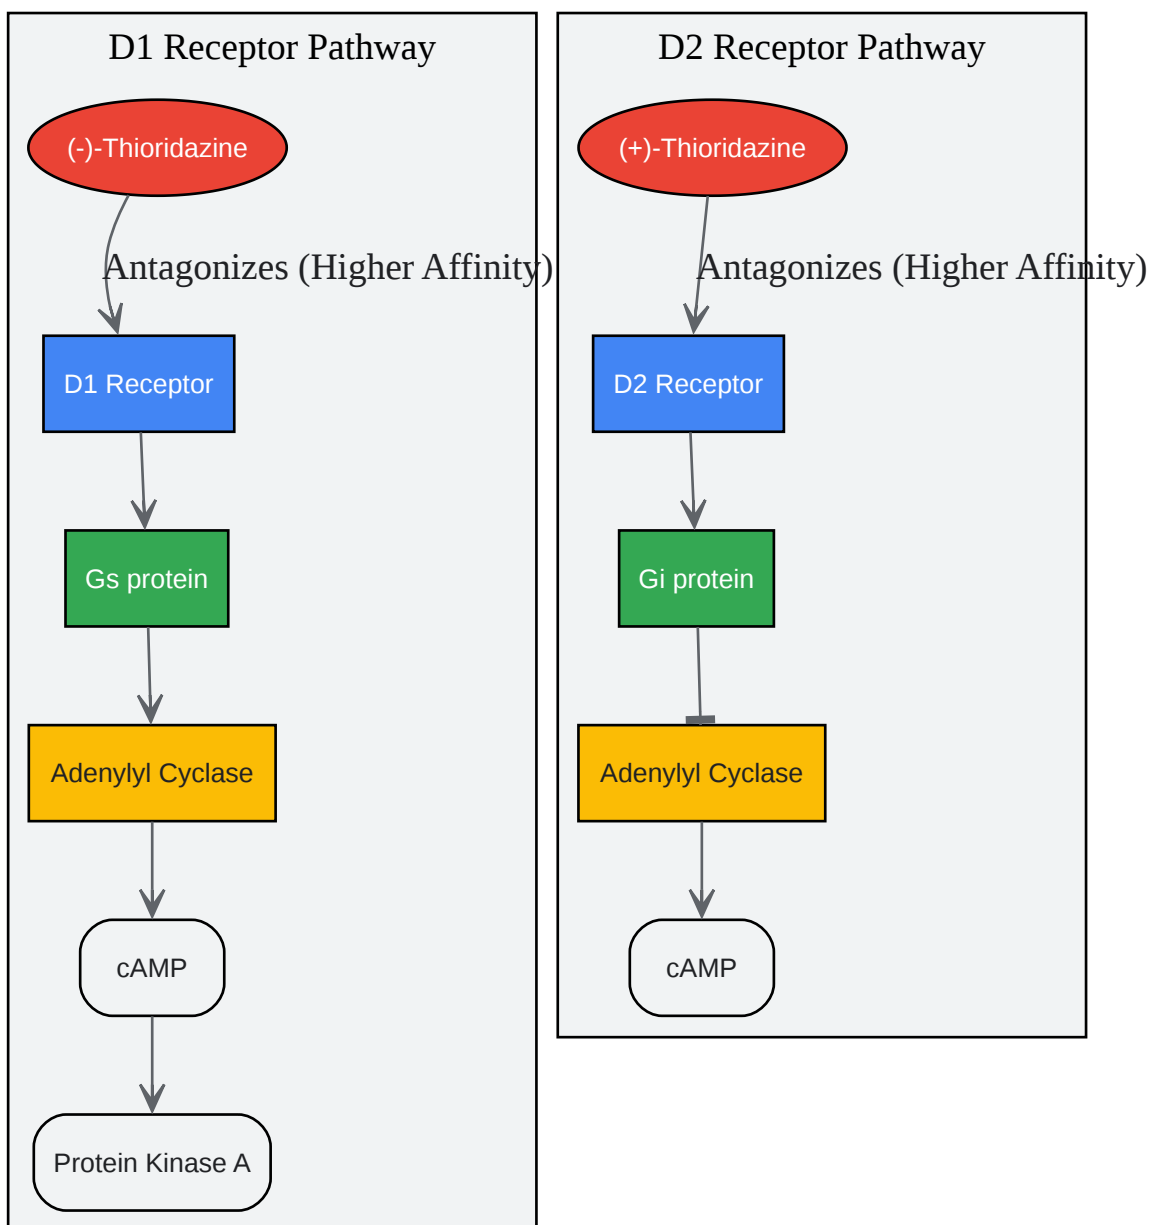 D1 Receptor Pathway
(-)-Thioridazine
Antagonizes (Higher Affinity)
D1 Receptor
Gs protein
Adenylyl Cyclase
cAMP
Protein Kinase A
D2 Receptor Pathway
(+)-Thioridazine
Antagonizes (Higher Affinity)
D2 Receptor
Gi protein
Adenylyl Cyclase
cAMP